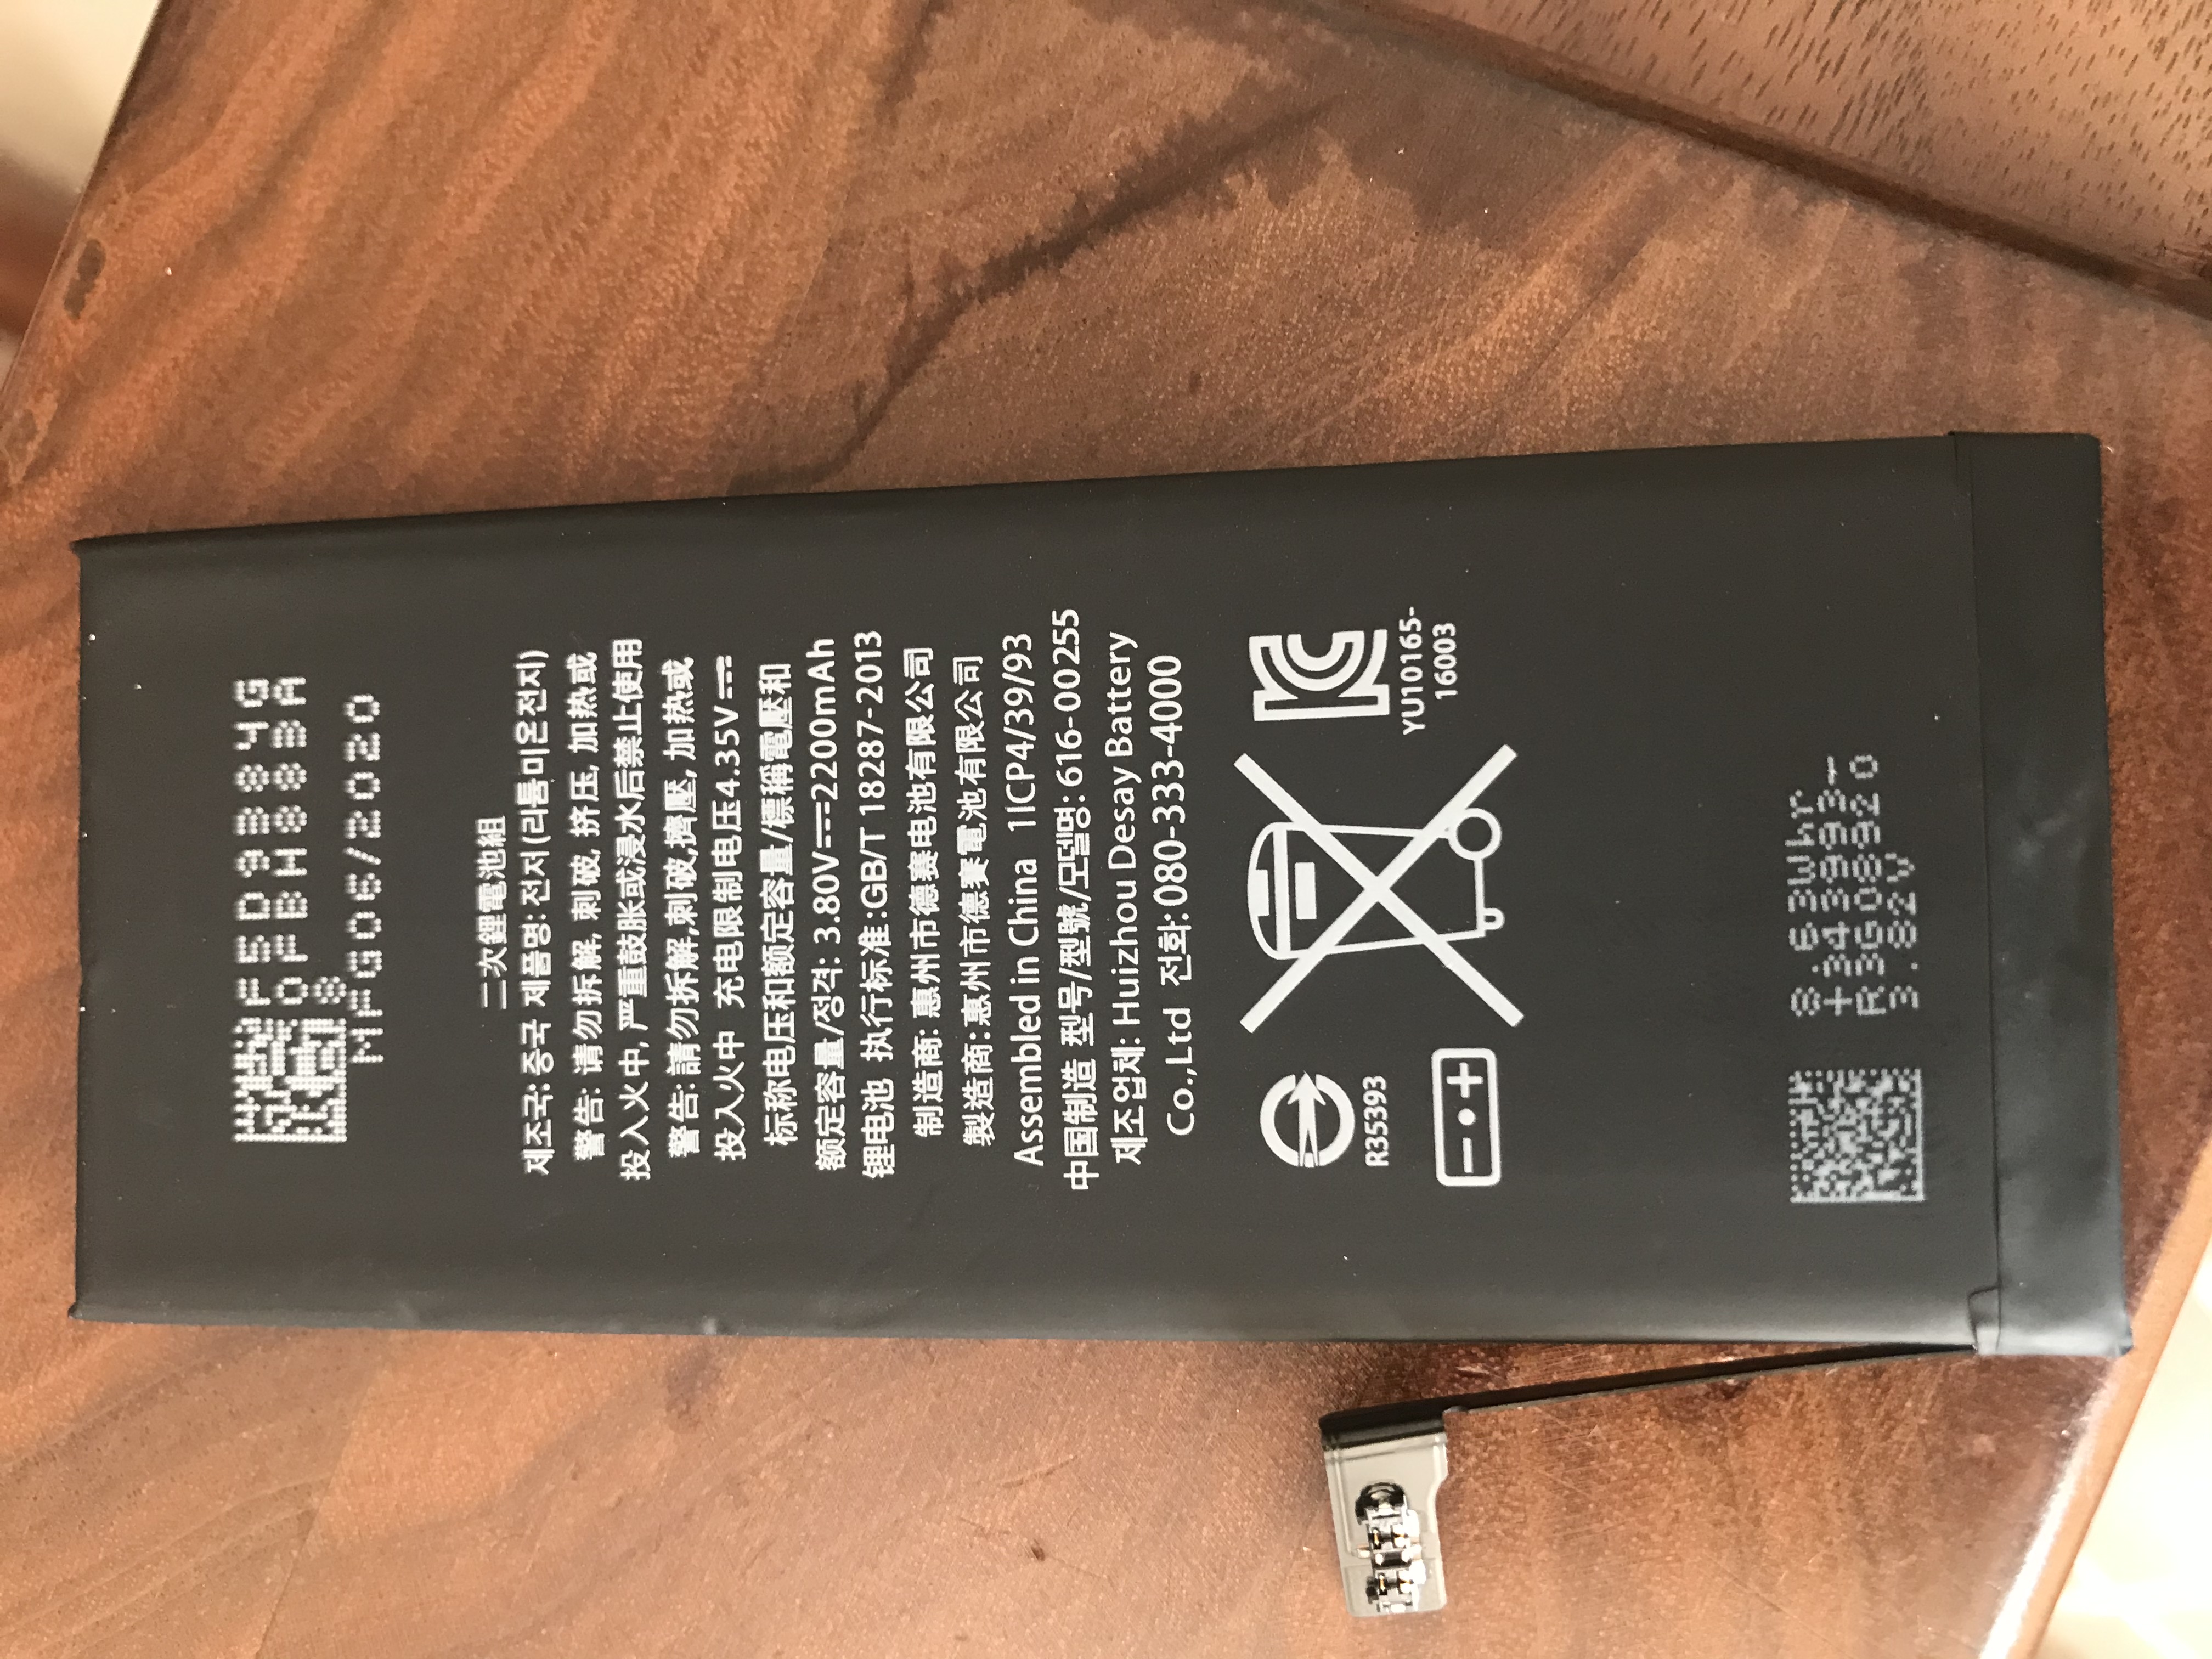 FD9B84G
6FBA88BA
8
MFG06/2020
二次鋰電池組
제조국: 중국 제품명: 전지(리튬미온전지)
警告: 请勿拆解, 刺破, 挤压, 加热或
投入火中, 严重鼓胀或浸水后禁止使用
警告: 請勿拆解,刺破,擠壓, 加热或
投入火中 充电限制电压4.35V⎓
标称电压和额定容量/標稱電壓和
额定容量/정격: 3.80V⎓2200mAh
锂电池 执行标准:GB/T 18287-2013
制造商: 惠州市德赛电池有限公司
製造商: 惠州市德賽電池有限公司
Assembled in China 1ICP4/39/93
中国制造 型号/型號/모델명: 616-00255
제조업체: Huizhou Desay Battery
Co.,Ltd 전화: 080-333-4000
R35393
YU10165-
16003
8.63Whr
+343993-
R3G08920
3.82V